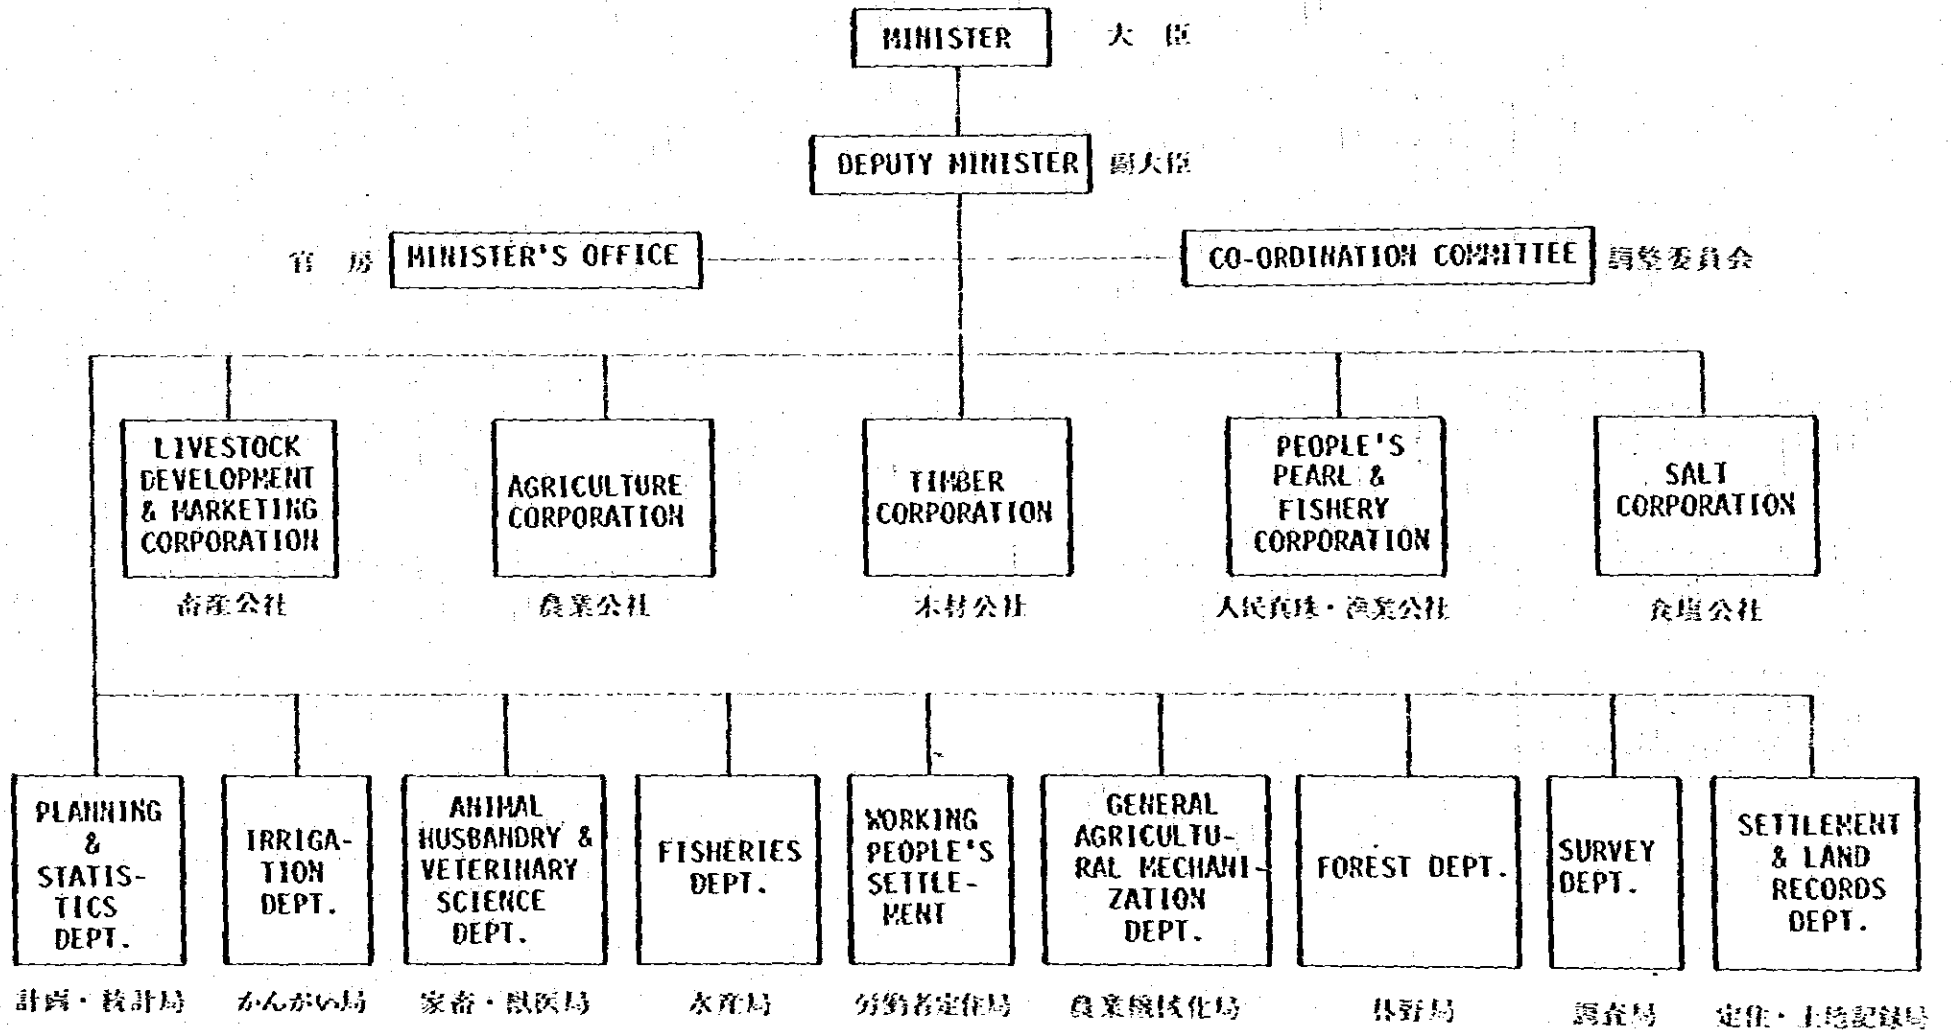 MINISTER 大臣
DEPUTY MINISTER 副大臣
官房 MINISTER'S OFFICE
CO-ORDINATION COMMITTEE 調整委員会
LIVESTOCK
DEVELOPMENT
& MARKETING
CORPORATION
畜産公社
AGRICULTURE
CORPORATION
農業公社
TIMBER
CORPORATION
木材公社
PEOPLE'S
PEARL &
FISHERY
CORPORATION
人民真珠・漁業公社
SALT
CORPORATION
食塩公社
PLANNING
&
STATIS-
TICS
DEPT.
計画・統計局
IRRIGA-
TION
DEPT.
かんがい局
ANIMAL
HUSBANDRY &
VETERINARY
SCIENCE
DEPT.
家畜・獣医局
FISHERIES
DEPT.
水産局
WORKING
PEOPLE'S
SETTLE-
MENT
労働者定住局
GENERAL
AGRICULTU-
RAL MECHANI-
ZATION
DEPT.
農業機械化局
FOREST DEPT.
林野局
SURVEY
DEPT.
調査局
SETTLEMENT
& LAND
RECORDS
DEPT.
定住・土地記録局